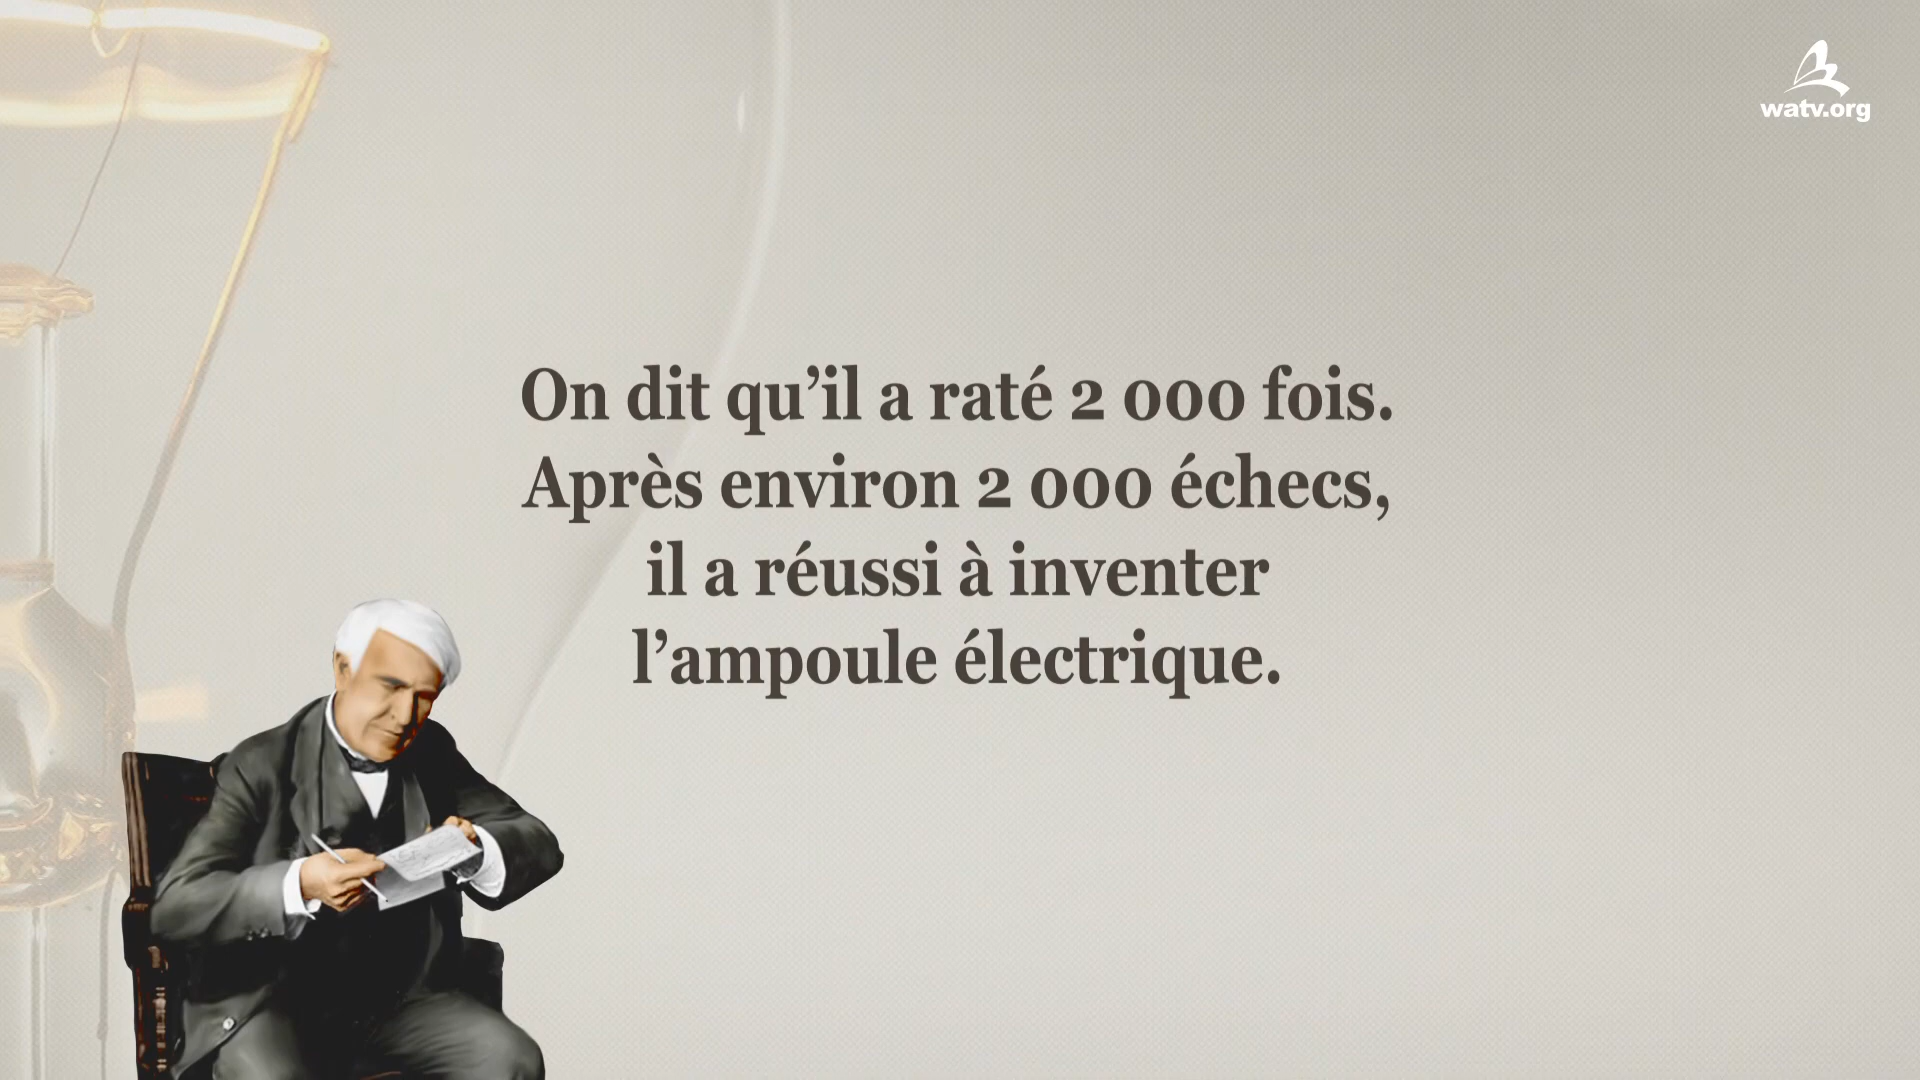 watv.org
On dit qu’il a raté 2 000 fois.
Après environ 2 000 échecs,
il a réussi à inventer
l’ampoule électrique.